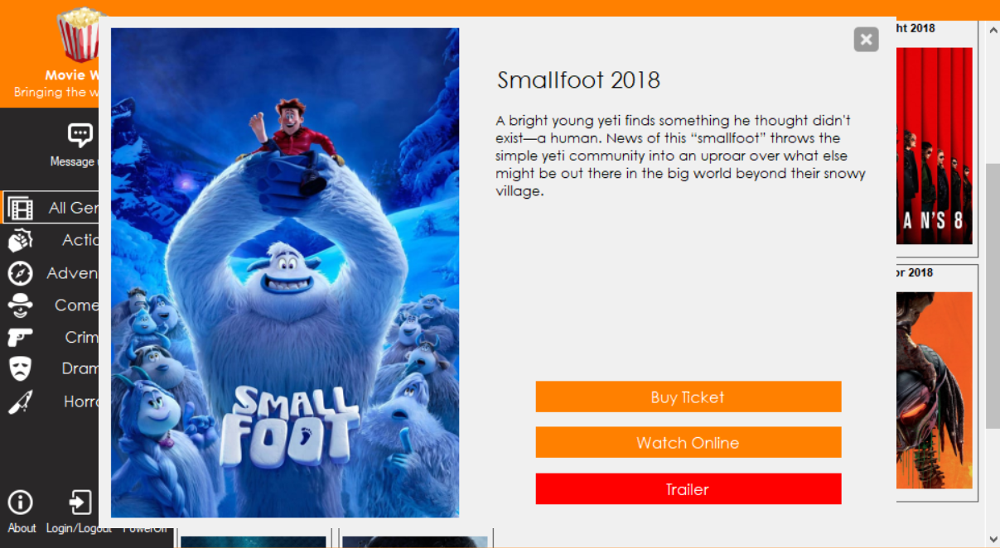 Movie W
Bringing the w
Message
All Ger
Actio
Adven
Come
Crim
Dram
Horro
About
Login/Logout
PowerOff
SMALL
FOOT
Smallfoot 2018
A bright young yeti finds something he thought didn't
exist—a human. News of this “smallfoot” throws the
simple yeti community into an uproar over what else
might be out there in the big world beyond their snowy
village.
Buy Ticket
Watch Online
Trailer
ht 2018
AN'S 8
or 2018